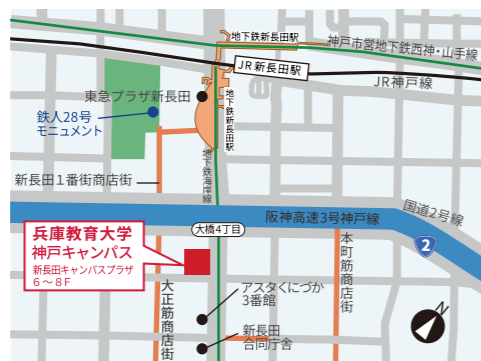 地下鉄新長田駅
神戸市営地下鉄西神・山手線
JR新長田駅
JR神戸線
東急プラザ新長田
地下鉄新長田駅
鉄人28号
モニュメント
地下鉄海岸線
新長田1番街商店街
阪神高速3号神戸線
国道2号線
大橋4丁目
2
兵庫教育大学
神戸キャンパス
新長田キャンパスプラザ
6～8F
本町筋商店街
大正筋商店街
アスタくにづか
3番館
新長田
合同庁舎
N